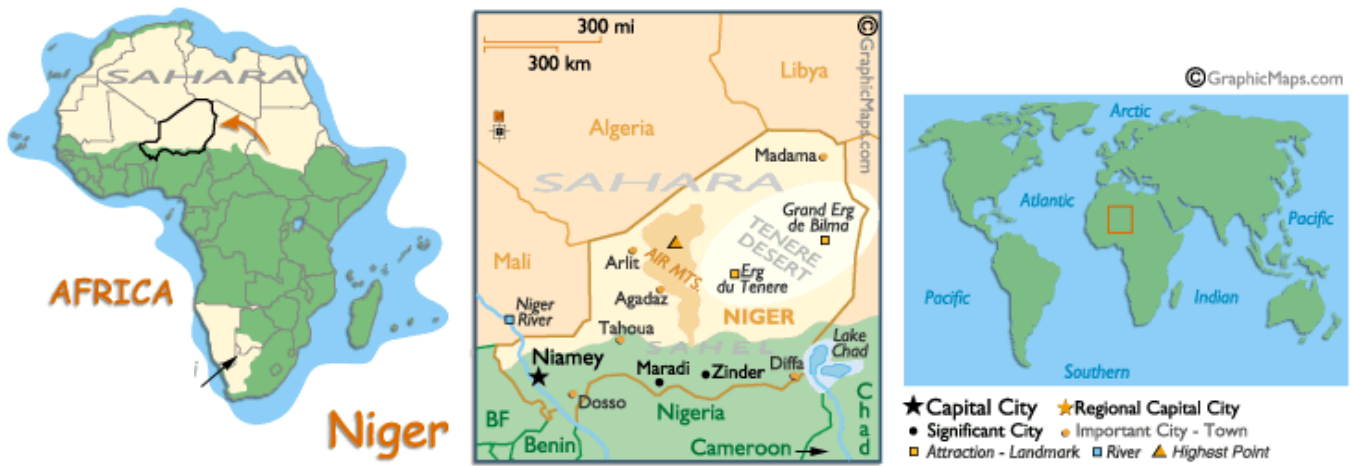 SAHARA
AFRICA
i
Niger
300 mi
300 km
©GraphicMaps.com
Libya
Algeria
Madama
SAHARA
Grand Erg
de Bilma
TENERE
DESERT
Mali
Arlit
AIR MTS.
Erg
du Tenere
Agadaz
Niger
River
NIGER
Tahoua
SAHEL
Lake
Chad
Niamey
Maradi
Zinder
Diffa
Dosso
Nigeria
BF
Benin
Cameroon
Chad
©GraphicMaps.com
Arctic
Atlantic
Pacific
Pacific
Indian
Southern
Capital City
Regional Capital City
Significant City
Important City - Town
Attraction - Landmark
River
Highest Point